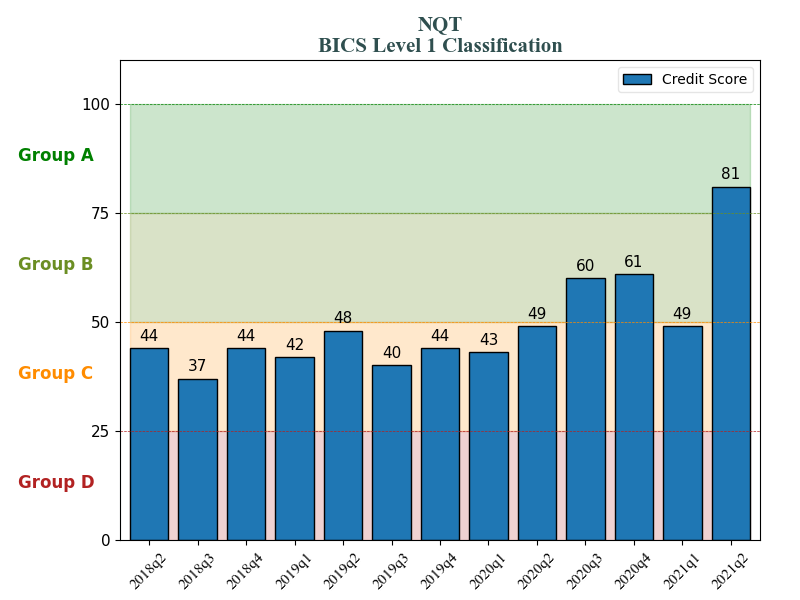 NQT
BICS Level 1 Classification
Credit Score
100
75
50
25
0
Group A
Group B
Group C
Group D
44
37
44
42
48
40
44
43
49
60
61
49
81
2018q2
2018q3
2018q4
2019q1
2019q2
2019q3
2019q4
2020q1
2020q2
2020q3
2020q4
2021q1
2021q2